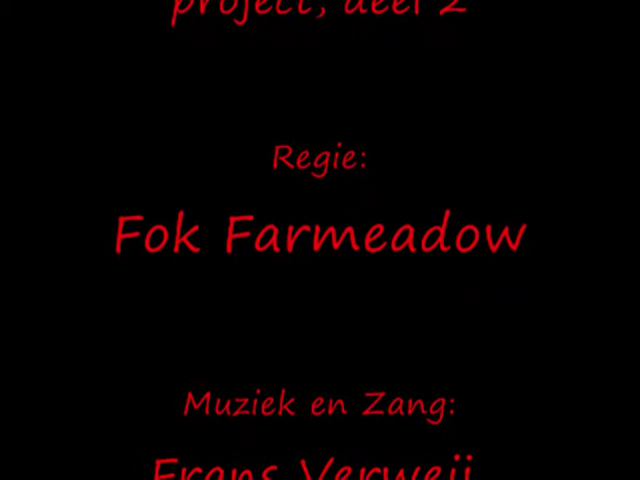 project, deel 2
Regie:
Fok Farmeadow
Muziek en Zang:
Frans Verweij